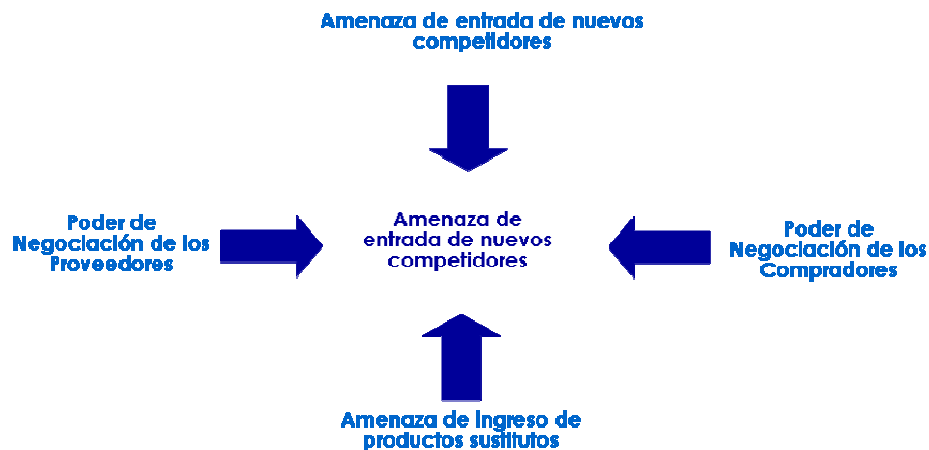 Amenaza de entrada de nuevos
competidores
Poder de
Negociación de los
Proveedores
Amenaza de
entrada de nuevos
competidores
Poder de
Negociación de los
Compradores
Amenaza de ingreso de
productos sustitutos